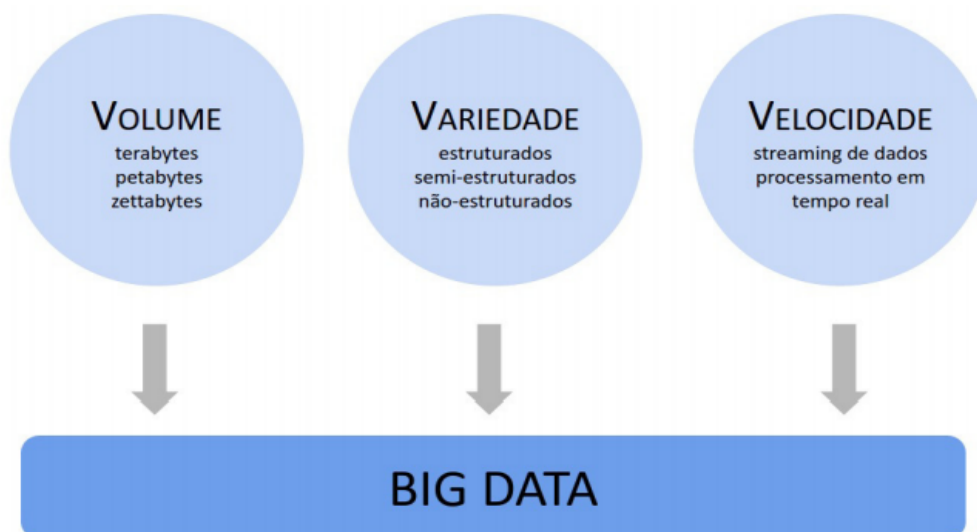 VOLUME
terabytes
petabytes
zettabytes
VARIEDADE
estruturados
semi-estruturados
não-estruturados
VELOCIDADE
streaming de dados
processamento em
tempo real
BIG DATA